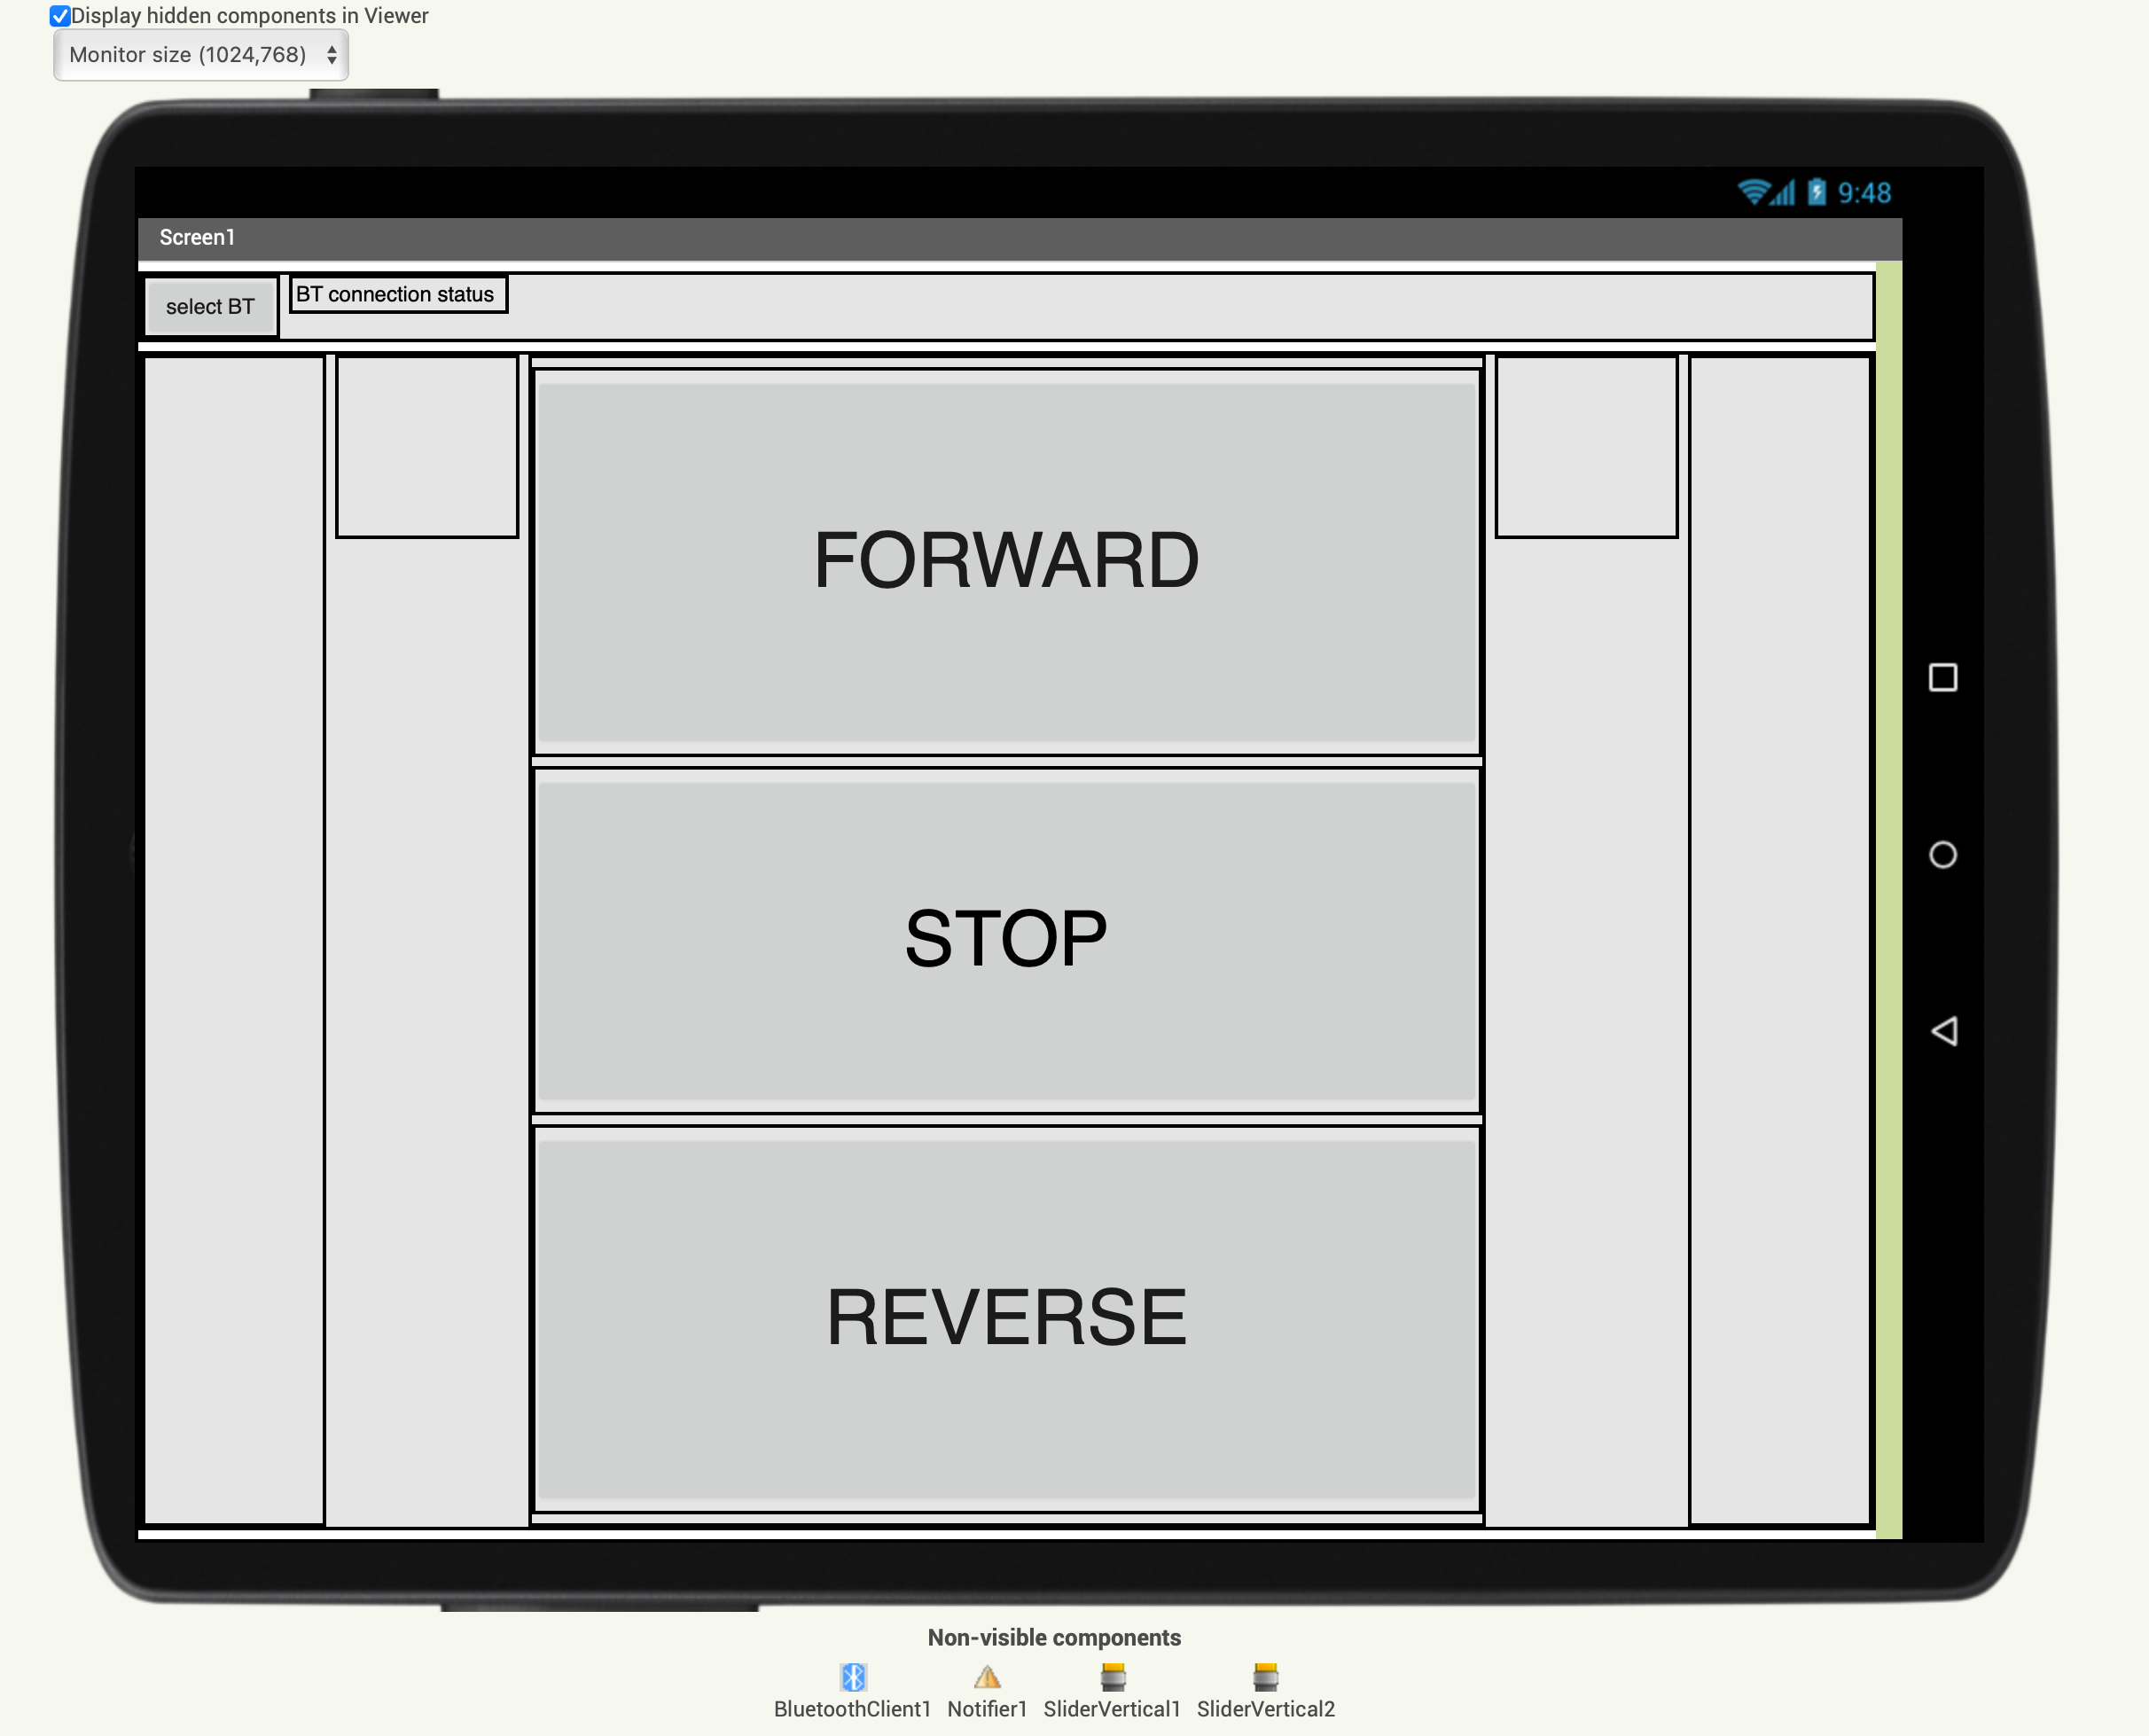 Display hidden components in Viewer
Monitor size (1024,768)
9:48
Screen1
select BT
BT connection status
FORWARD
STOP
REVERSE
Non-visible components
BluetoothClient1 Notifier1 SliderVertical1 SliderVertical2